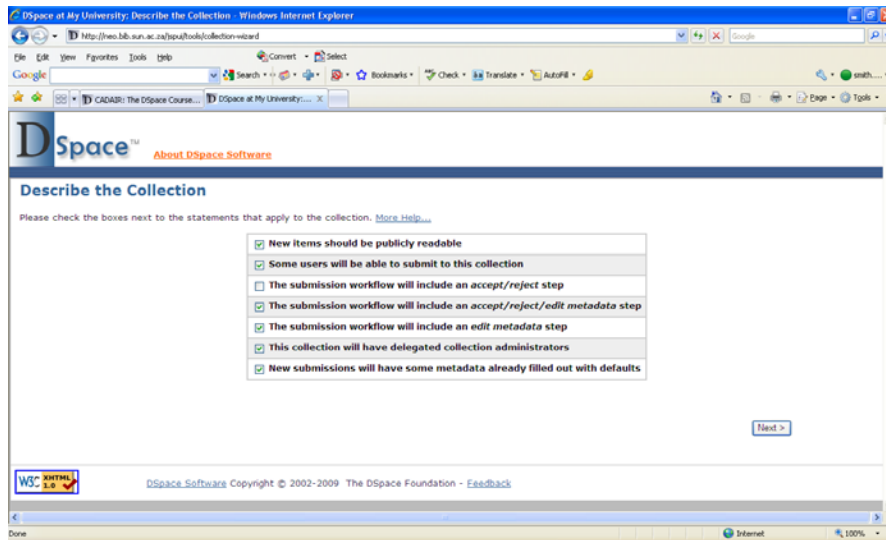 DSpace at My University: Describe the Collection - Windows Internet Explorer
http://neo.bib.sun.ac.za/jspui/tools/collection-wizard
Google
File Edit View Favorites Tools Help
Convert Select
Google
Search Bookmarks Check Translate AutoFill smith....
CADAIR: The DSpace Course... DSpace at My University:... X
Page Tools
DSpace™ About DSpace Software
Describe the Collection
Please check the boxes next to the statements that apply to the collection. More Help...
New items should be publicly readable
Some users will be able to submit to this collection
The submission workflow will include an accept/reject step
The submission workflow will include an accept/reject/edit metadata step
The submission workflow will include an edit metadata step
This collection will have delegated collection administrators
New submissions will have some metadata already filled out with defaults
Next >
W3C XHTML 1.0
DSpace Software Copyright © 2002-2009 The DSpace Foundation - Feedback
Done Internet 100%